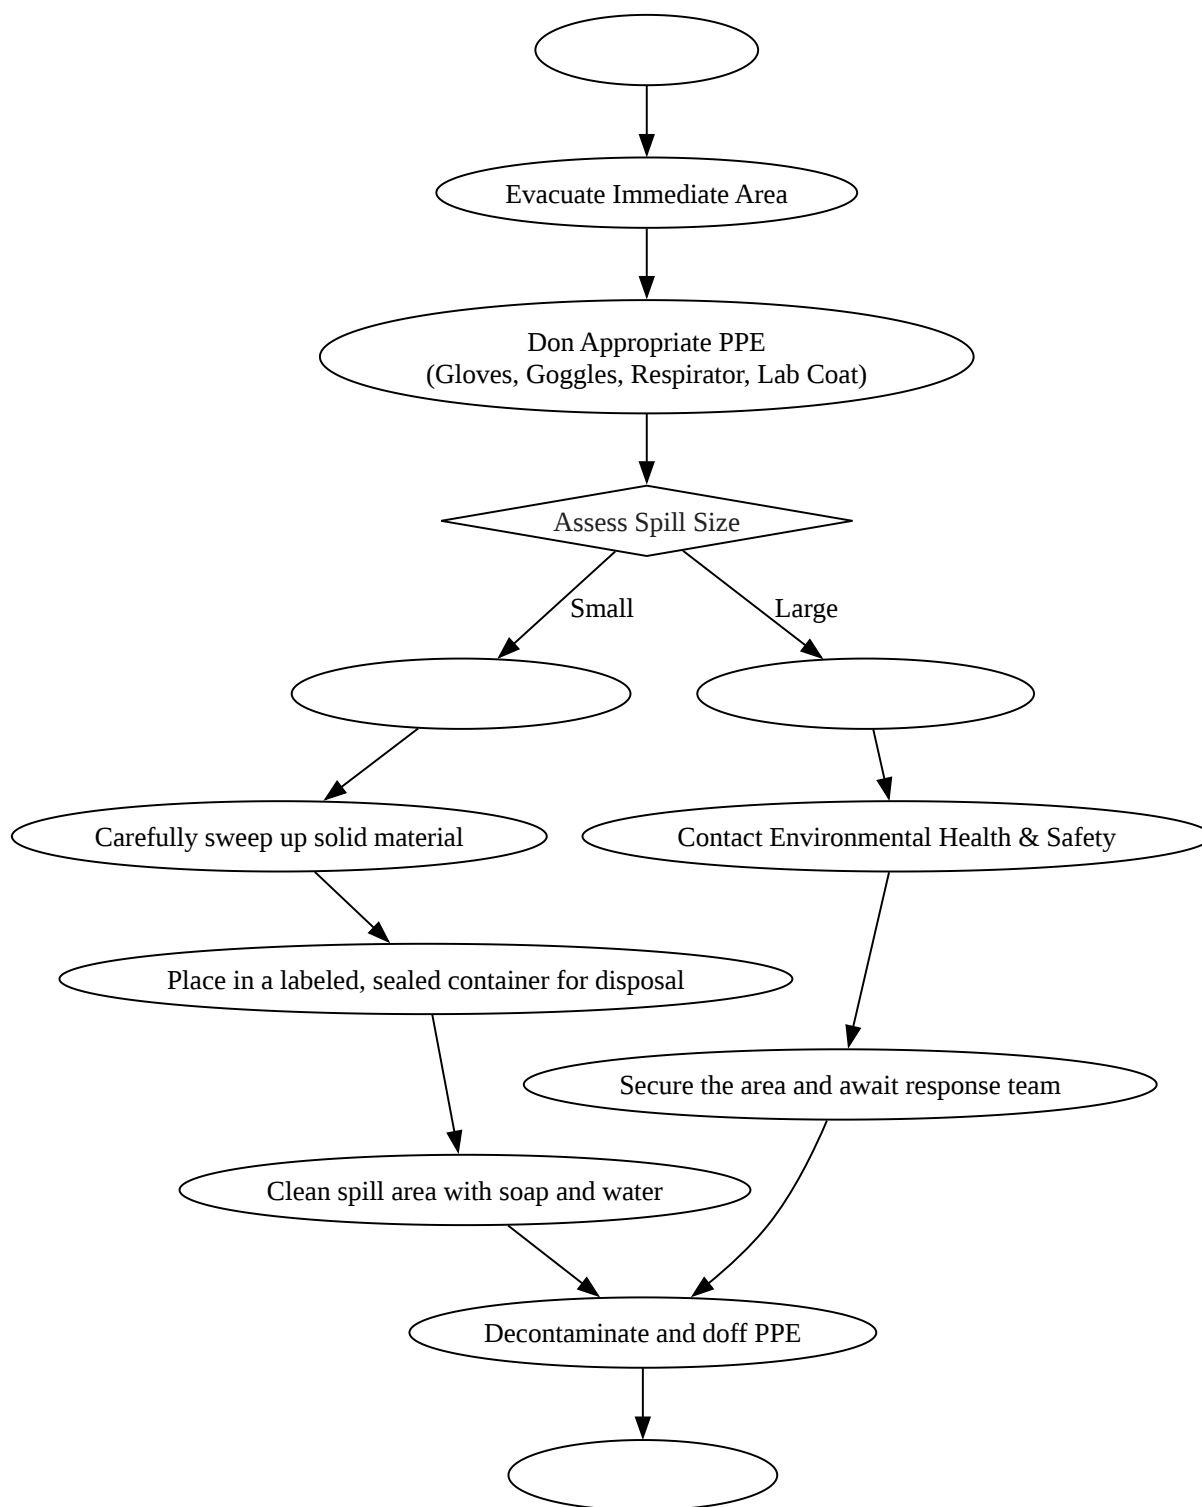 Evacuate Immediate Area
Don Appropriate PPE
(Gloves, Goggles, Respirator, Lab Coat)
Assess Spill Size
Small
Large
Carefully sweep up solid material
Contact Environmental Health & Safety
Place in a labeled, sealed container for disposal
Secure the area and await response team
Clean spill area with soap and water
Decontaminate and doff PPE